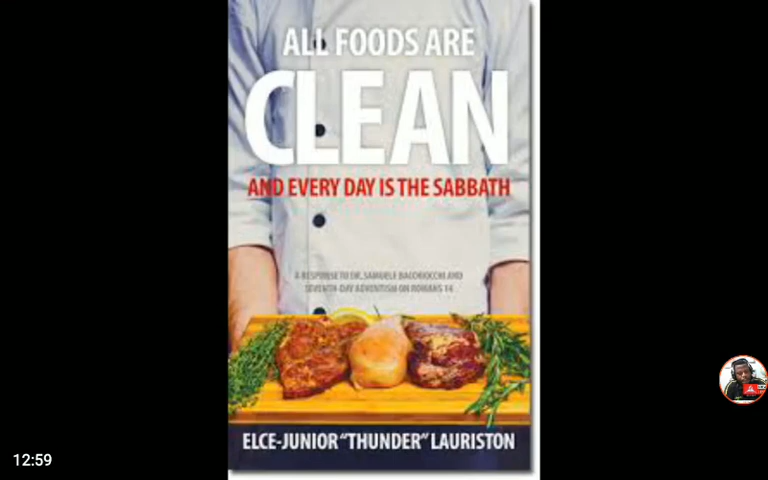 ALL FOODS ARE
CLEAN
AND EVERY DAY IS THE SABBATH
A RESPONSE TO DR. SAMUELE BACCHIOCCHI AND
SEVENTH-DAY ADVENTISM ON ROMANS 14
ELCE-JUNIOR "THUNDER" LAURISTON
12:59